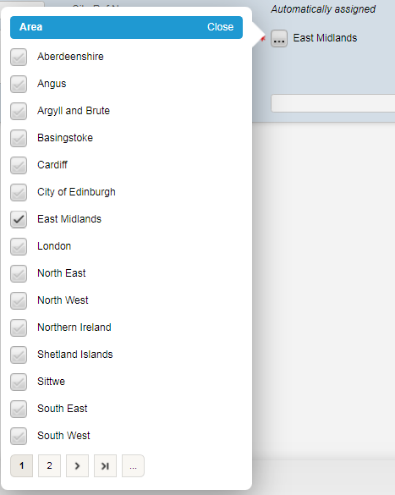 Automatically assigned
Area Close
... East Midlands
Aberdeenshire
Angus
Argyll and Brute
Basingstoke
Cardiff
City of Edinburgh
East Midlands
London
North East
North West
Northern Ireland
Shetland Islands
Sittwe
South East
South West
1 2 ...